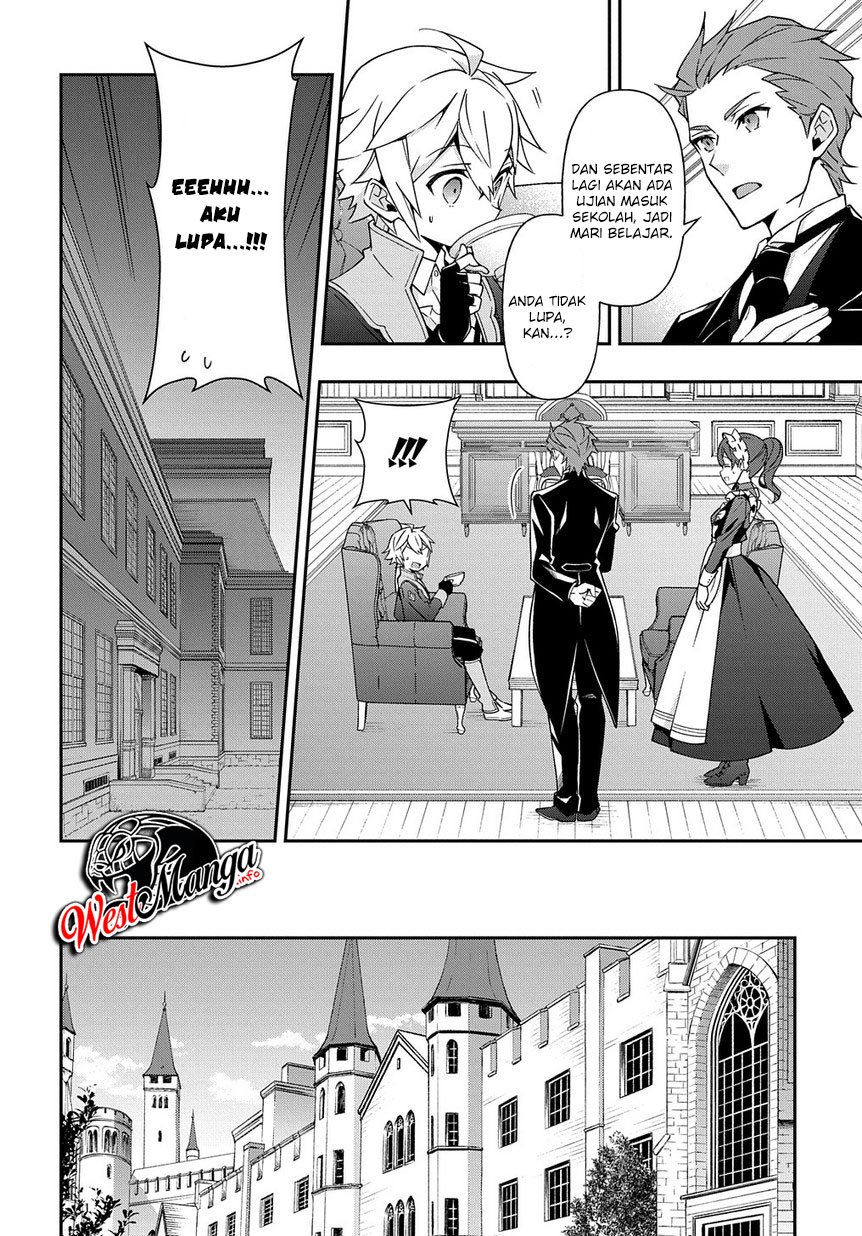 DAN SEBENTAR
LAGI AKAN ADA
UJIAN MASUK
SEKOLAH, JADI
MARI BELAJAR.
ANDA TIDAK
LUPA,
KAN...?
!!!
EEEHHH...
AKU
LUPA...!!!
WestManga
.info